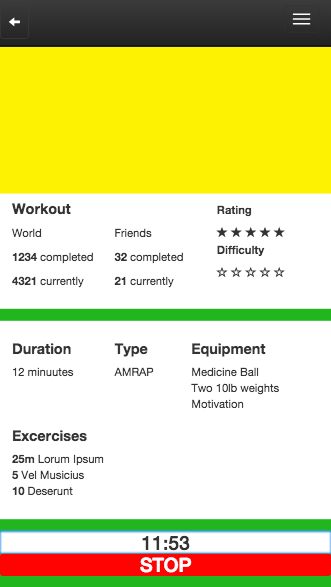 Workout
Rating
World
Friends
★★★★★
1234 completed
32 completed
Difficulty
4321 currently
21 currently
☆☆☆☆☆
Duration
Type
Equipment
12 minuutes
AMRAP
Medicine Ball
Two 10lb weights
Motivation
Excercises
25m Lorum Ipsum
5 Vel Musicius
10 Deserunt
11:53
STOP